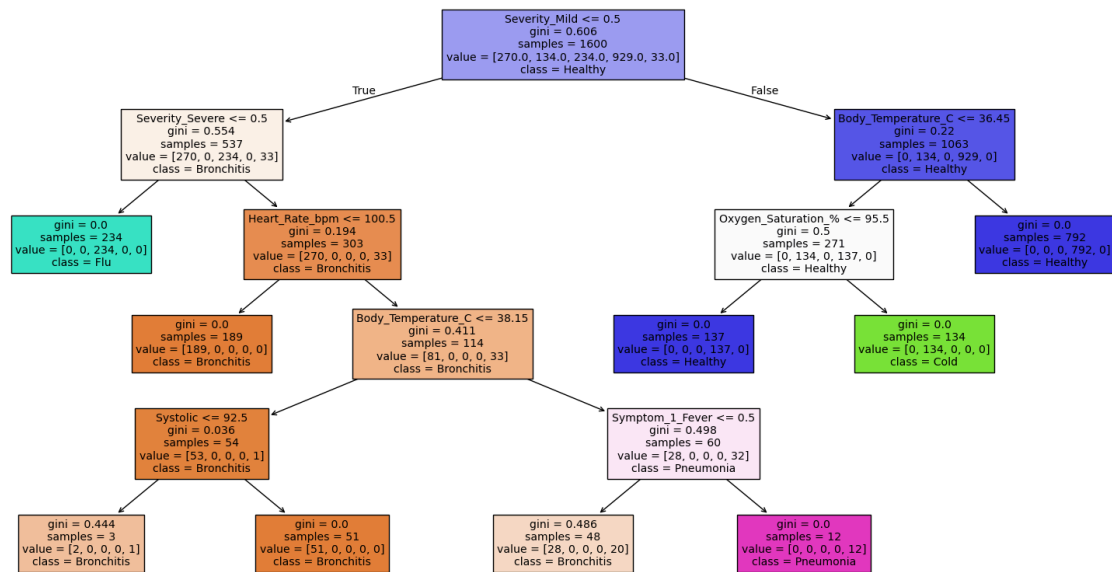 Severity_Mild <= 0.5
gini = 0.606
samples = 1600
value = [270.0, 134.0, 234.0, 929.0, 33.0]
class = Healthy
True
False
Severity_Severe <= 0.5
gini = 0.554
samples = 537
value = [270, 0, 234, 0, 33]
class = Bronchitis
Body_Temperature_C <= 36.45
gini = 0.22
samples = 1063
value = [0, 134, 0, 929, 0]
class = Healthy
gini = 0.0
samples = 234
value = [0, 0, 234, 0, 0]
class = Flu
Heart_Rate_bpm <= 100.5
gini = 0.194
samples = 303
value = [270, 0, 0, 0, 33]
class = Bronchitis
Oxygen_Saturation_% <= 95.5
gini = 0.5
samples = 271
value = [0, 134, 0, 137, 0]
class = Healthy
gini = 0.0
samples = 792
value = [0, 0, 0, 792, 0]
class = Healthy
gini = 0.0
samples = 189
value = [189, 0, 0, 0, 0]
class = Bronchitis
Body_Temperature_C <= 38.15
gini = 0.411
samples = 114
value = [81, 0, 0, 0, 33]
class = Bronchitis
gini = 0.0
samples = 137
value = [0, 0, 0, 137, 0]
class = Healthy
gini = 0.0
samples = 134
value = [0, 134, 0, 0, 0]
class = Cold
Systolic <= 92.5
gini = 0.036
samples = 54
value = [53, 0, 0, 0, 1]
class = Bronchitis
Symptom_1_Fever <= 0.5
gini = 0.498
samples = 60
value = [28, 0, 0, 0, 32]
class = Pneumonia
gini = 0.444
samples = 3
value = [2, 0, 0, 0, 1]
class = Bronchitis
gini = 0.0
samples = 51
value = [51, 0, 0, 0, 0]
class = Bronchitis
gini = 0.486
samples = 48
value = [28, 0, 0, 0, 20]
class = Bronchitis
gini = 0.0
samples = 12
value = [0, 0, 0, 0, 12]
class = Pneumonia